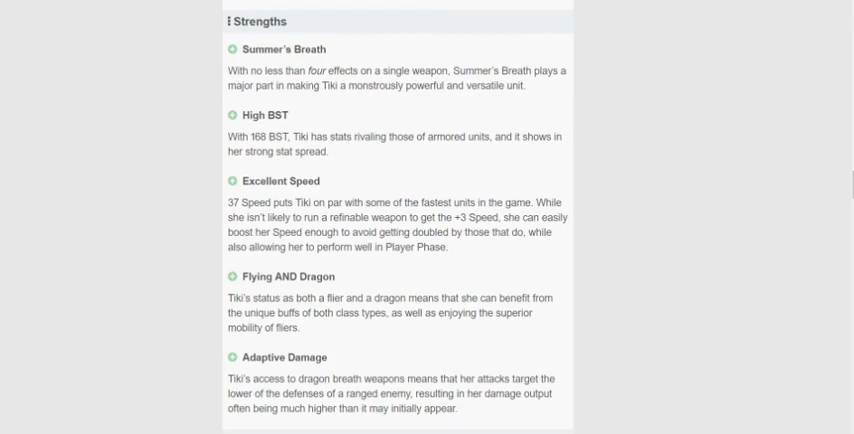 Strengths
Summer's Breath
With no less than four effects on a single weapon, Summer's Breath plays a
major part in making Tiki a monstrously powerful and versatile unit.
High BST
With 168 BST, Tiki has stats rivaling those of armored units, and it shows in
her strong stat spread.
Excellent Speed
37 Speed puts Tiki on par with some of the fastest units in the game. While
she isn't likely to run a refinable weapon to get the +3 Speed, she can easily
boost her Speed enough to avoid getting doubled by those that do, while
also allowing her to perform well in Player Phase.
Flying AND Dragon
Tiki's status as both a flier and a dragon means that she can benefit from
the unique buffs of both class types, as well as enjoying the superior
mobility of fliers.
Adaptive Damage
Tiki's access to dragon breath weapons means that her attacks target the
lower of the defenses of a ranged enemy, resulting in her damage output
often being much higher than it may initially appear.